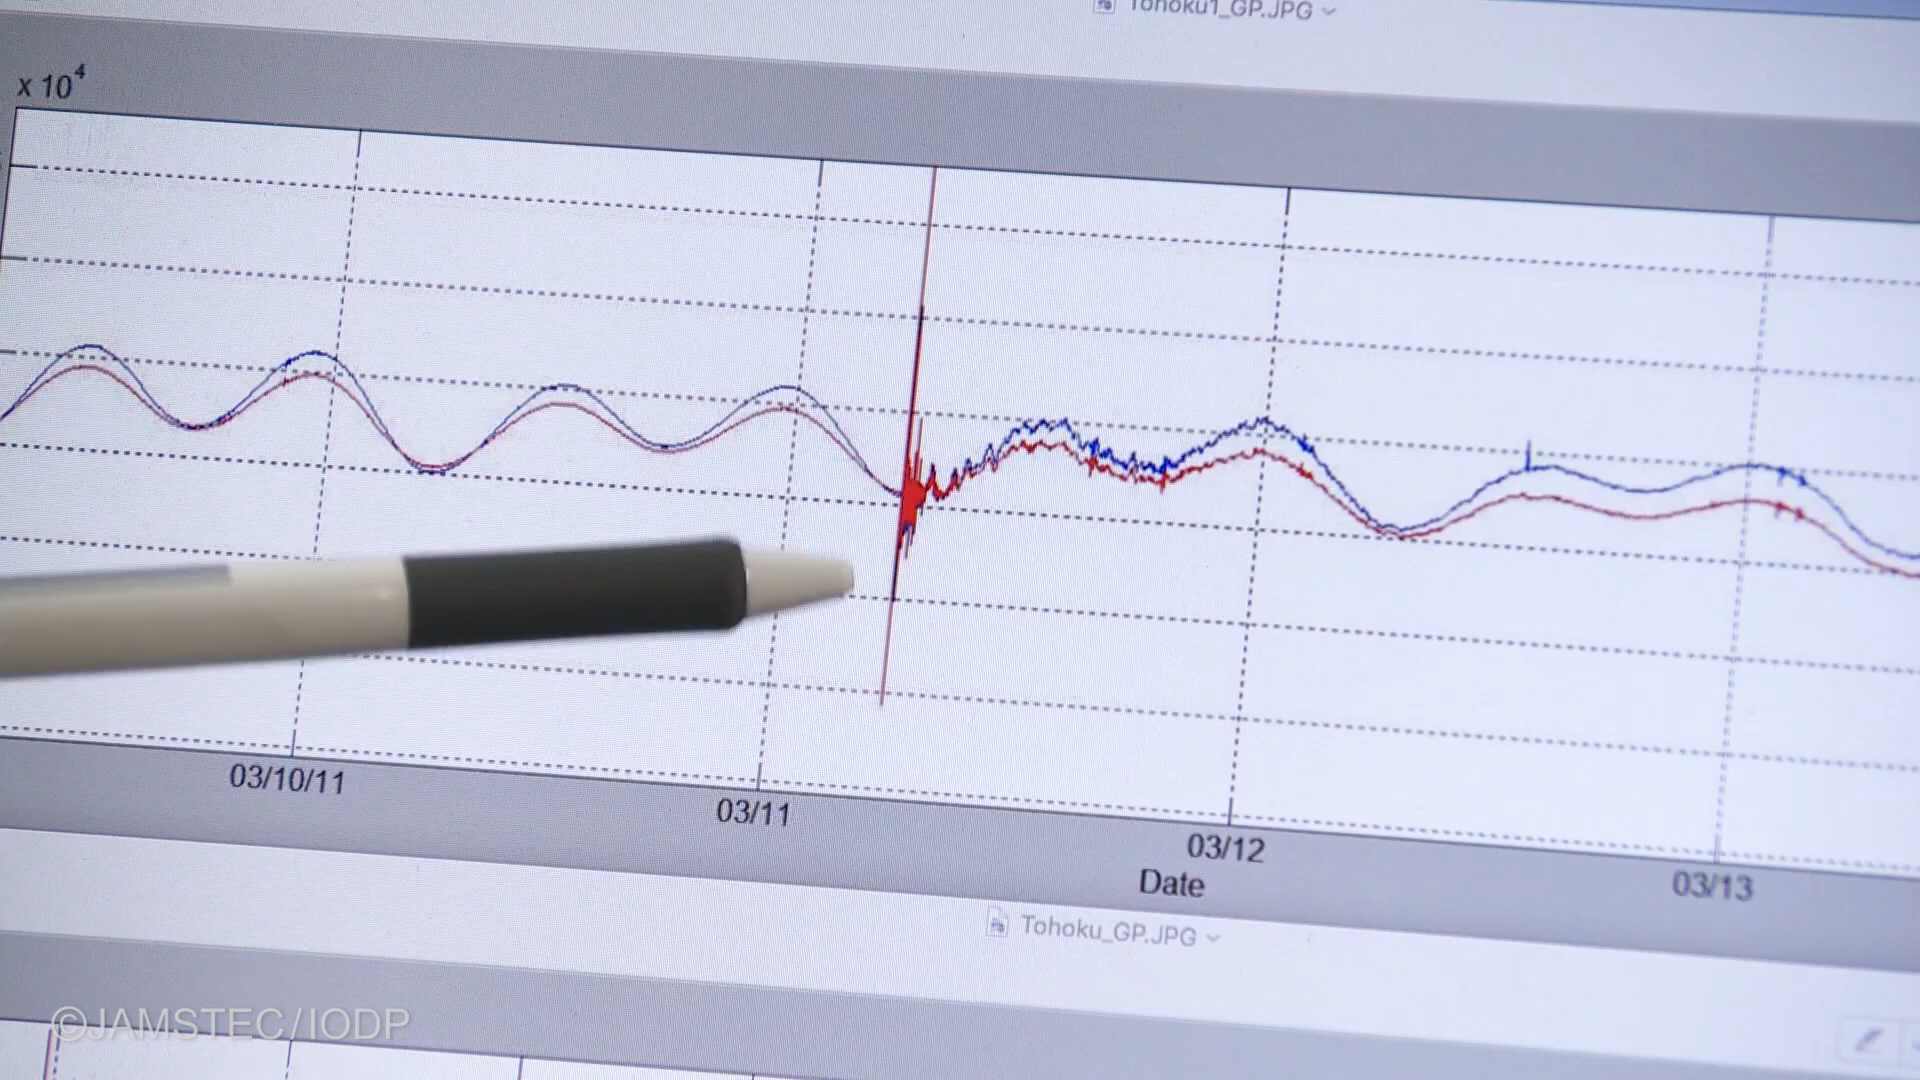 Tohoku1_GP.JPG
x 10⁴
03/10/11
03/11
03/12
03/13
Date
Tohoku_GP.JPG
©JAMSTEC/IODP